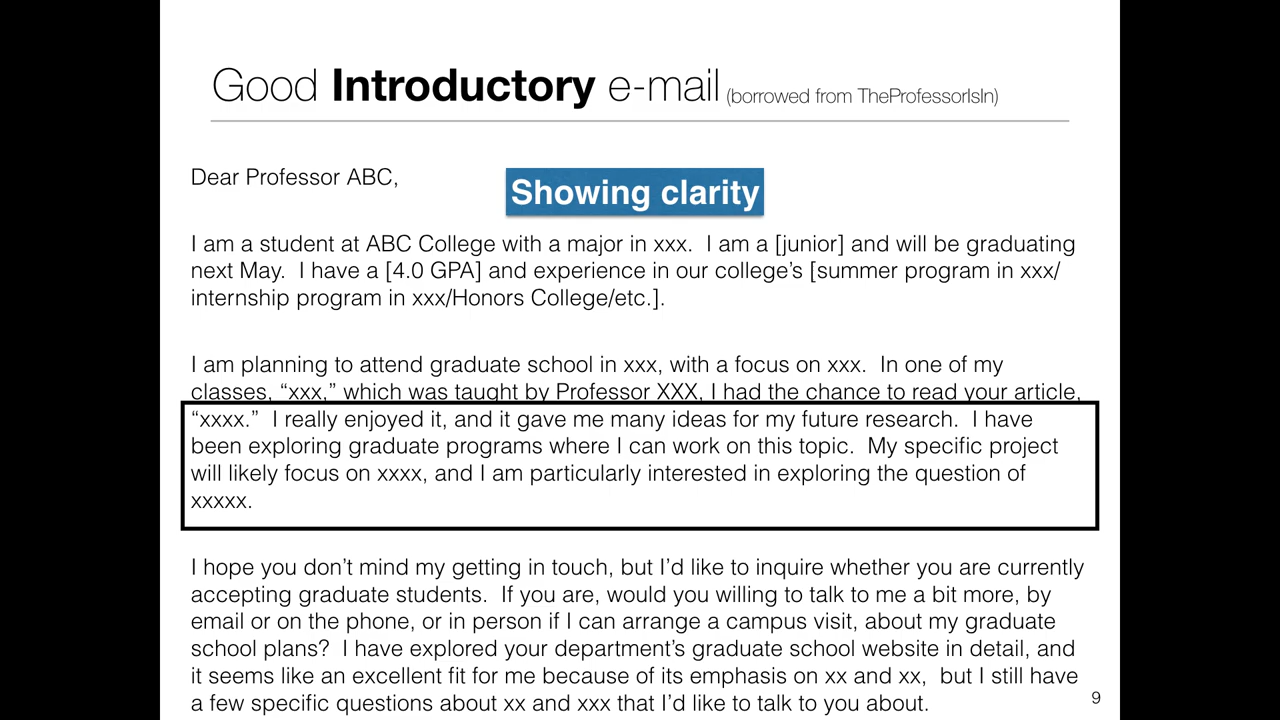 Good Introductory e-mail (borrowed from TheProfessorIsIn)
Dear Professor ABC,
Showing clarity
I am a student at ABC College with a major in xxx.  I am a [junior] and will be graduating
next May.  I have a [4.0 GPA] and experience in our college’s [summer program in xxx/
internship program in xxx/Honors College/etc.].
I am planning to attend graduate school in xxx, with a focus on xxx.  In one of my
classes, “xxx,” which was taught by Professor XXX, I had the chance to read your article,
“xxxx.”  I really enjoyed it, and it gave me many ideas for my future research.  I have
been exploring graduate programs where I can work on this topic.  My specific project
will likely focus on xxxx, and I am particularly interested in exploring the question of
xxxxx.
I hope you don’t mind my getting in touch, but I’d like to inquire whether you are currently
accepting graduate students.  If you are, would you willing to talk to me a bit more, by
email or on the phone, or in person if I can arrange a campus visit, about my graduate
school plans?  I have explored your department’s graduate school website in detail, and
it seems like an excellent fit for me because of its emphasis on xx and xx,  but I still have
a few specific questions about xx and xxx that I’d like to talk to you about.
9